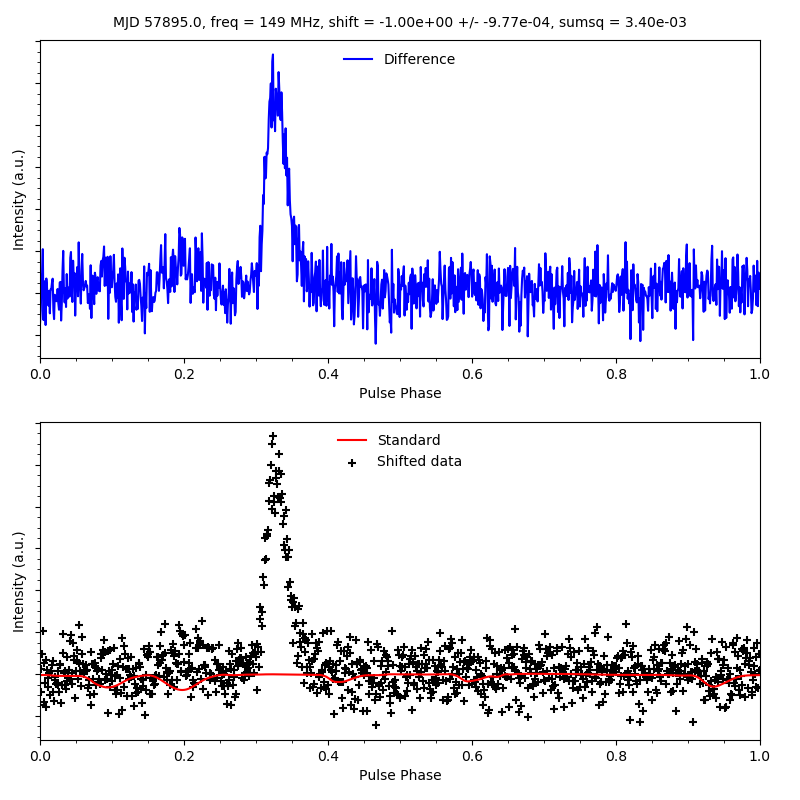 MJD 57895.0, freq = 149 MHz, shift = -1.00e+00 +/- -9.77e-04, sumsq = 3.40e-03
Difference
Intensity (a.u.)
0.0 0.2 0.4 0.6 0.8 1.0
Pulse Phase
Standard
Shifted data
Intensity (a.u.)
0.0 0.2 0.4 0.6 0.8 1.0
Pulse Phase